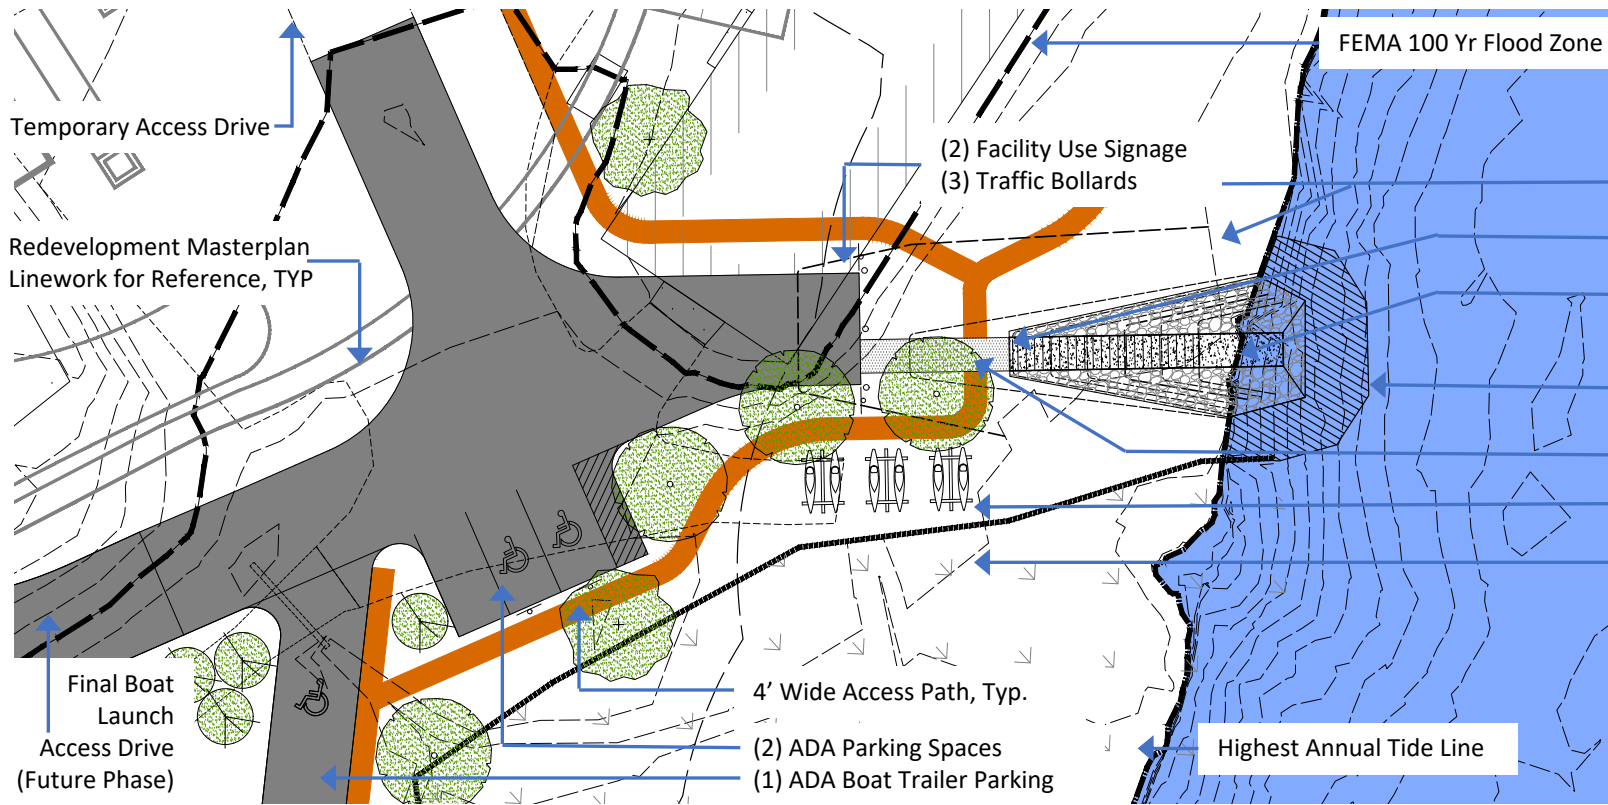 FEMA 100 Yr Flood Zone
Temporary Access Drive
(2) Facility Use Signage
(3) Traffic Bollards
Redevelopment Masterplan
Linework for Reference, TYP
Final Boat
Launch
Access Drive
(Future Phase)
4’ Wide Access Path, Typ.
(2) ADA Parking Spaces
(1) ADA Boat Trailer Parking
Highest Annual Tide Line